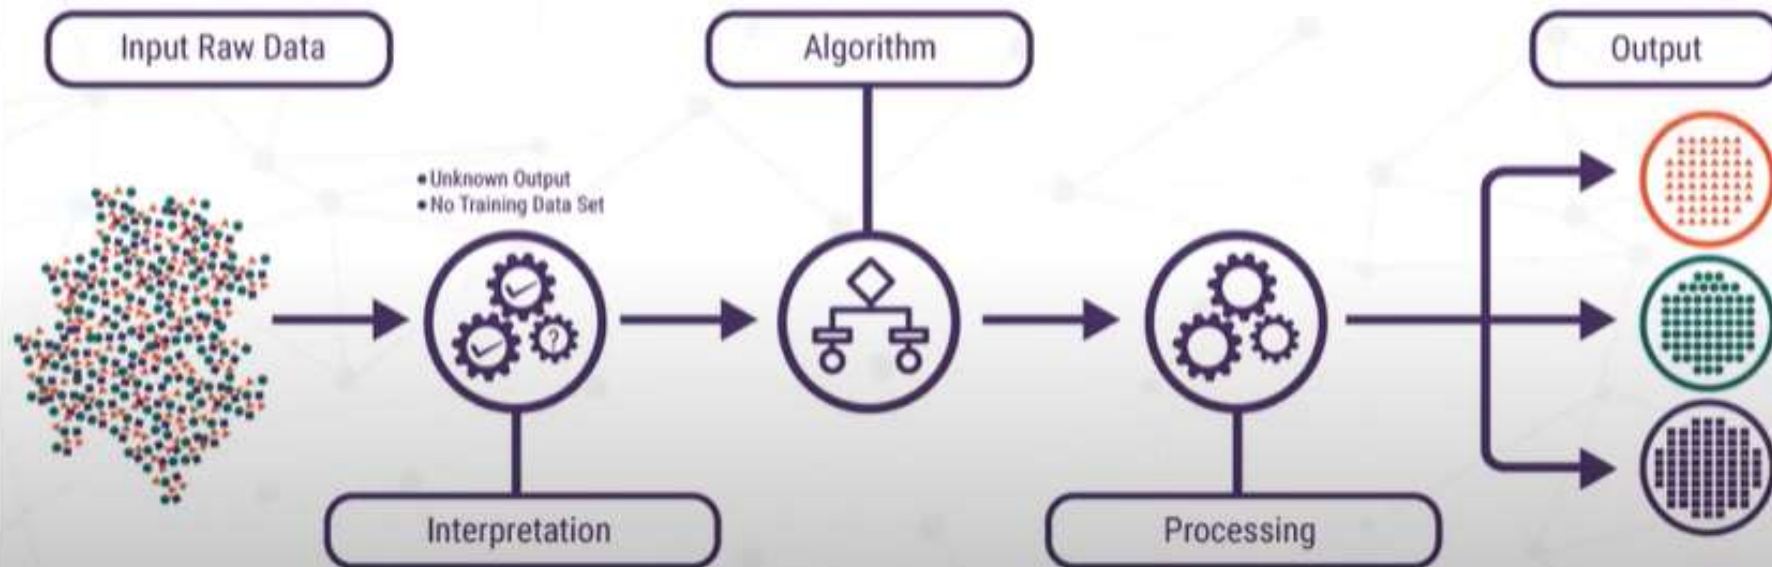 Input Raw Data
Algorithm
Output
• Unknown Output
• No Training Data Set
?
Interpretation
Processing